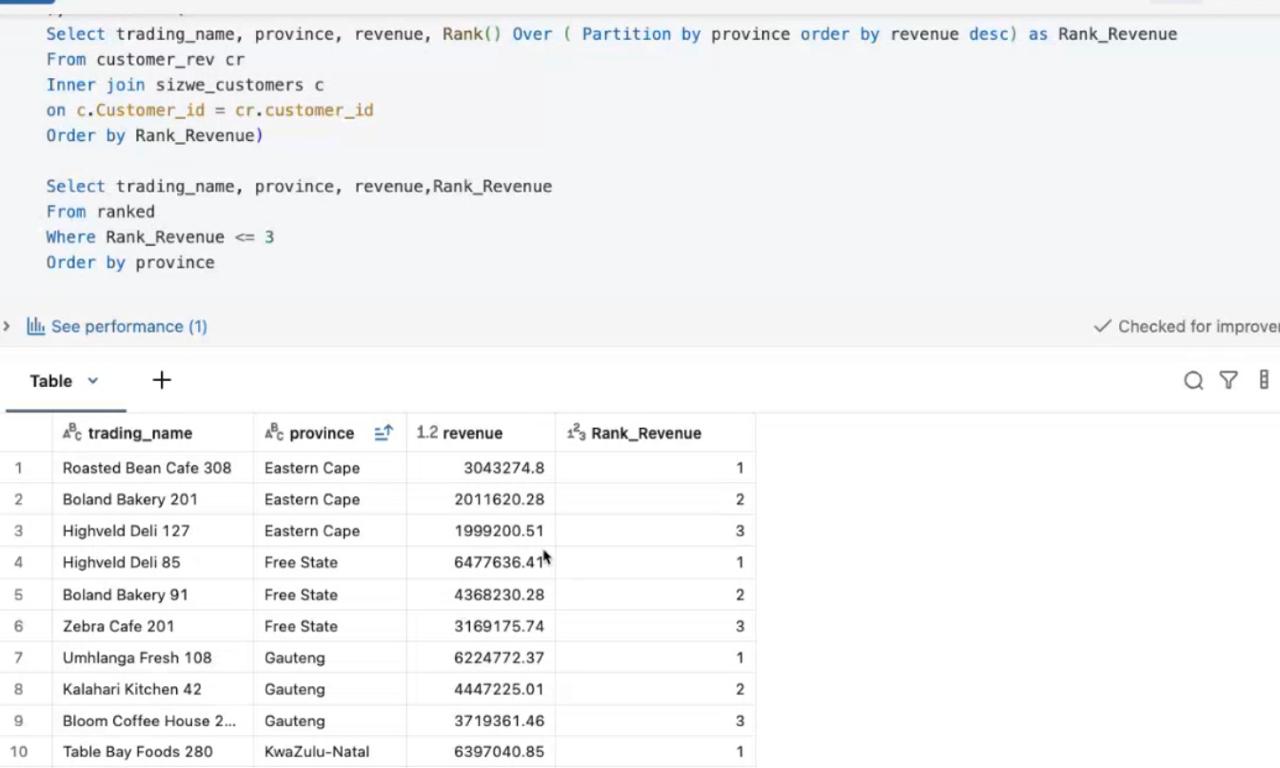 Select trading_name, province, revenue, Rank() Over ( Partition by province order by revenue desc) as Rank_Revenue
From customer_rev cr
Inner join sizwe_customers c
on c.Customer_id = cr.customer_id
Order by Rank_Revenue)
Select trading_name, province, revenue,Rank_Revenue
From ranked
Where Rank_Revenue <= 3
Order by province
See performance (1)
Checked for improve
Table
trading_name province 1.2 revenue Rank_Revenue
1 Roasted Bean Cafe 308 Eastern Cape 3043274.8 1
2 Boland Bakery 201 Eastern Cape 2011620.28 2
3 Highveld Deli 127 Eastern Cape 1999200.51 3
4 Highveld Deli 85 Free State 6477636.41 1
5 Boland Bakery 91 Free State 4368230.28 2
6 Zebra Cafe 201 Free State 3169175.74 3
7 Umhlanga Fresh 108 Gauteng 6224772.37 1
8 Kalahari Kitchen 42 Gauteng 4447225.01 2
9 Bloom Coffee House 2... Gauteng 3719361.46 3
10 Table Bay Foods 280 KwaZulu-Natal 6397040.85 1